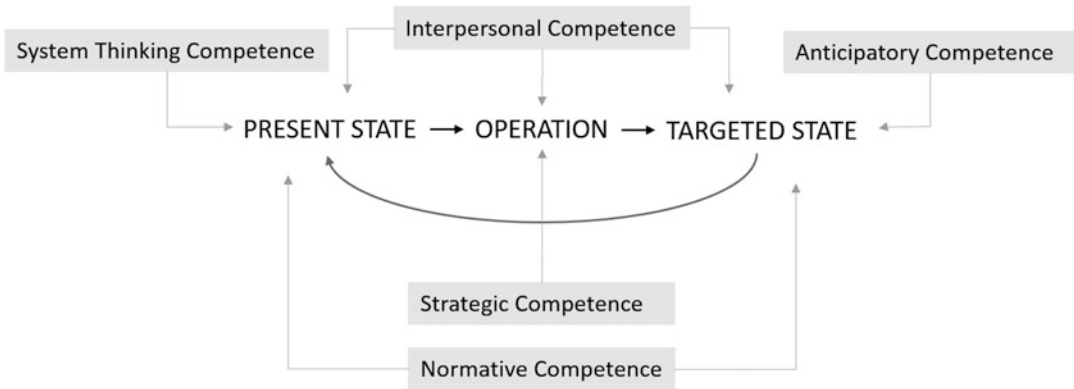 Interpersonal Competence
System Thinking Competence
Anticipatory Competence
PRESENT STATE
OPERATION
TARGETED STATE
Strategic Competence
Normative Competence